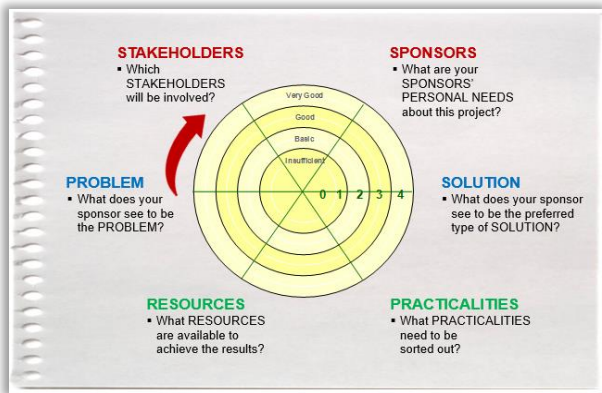 STAKEHOLDERS
▪ Which
STAKEHOLDERS
will be involved?
SPONSORS
▪ What are your
SPONSORS'
PERSONAL NEEDS
about this project?
Very Good
Good
Basic
Insufficient
0 1 2 3 4
PROBLEM
▪ What does your
sponsor see to be
the PROBLEM?
SOLUTION
▪ What does your sponsor
see to be the preferred
type of SOLUTION?
RESOURCES
▪ What RESOURCES
are available to
achieve the results?
PRACTICALITIES
▪ What PRACTICALITIES
need to be
sorted out?